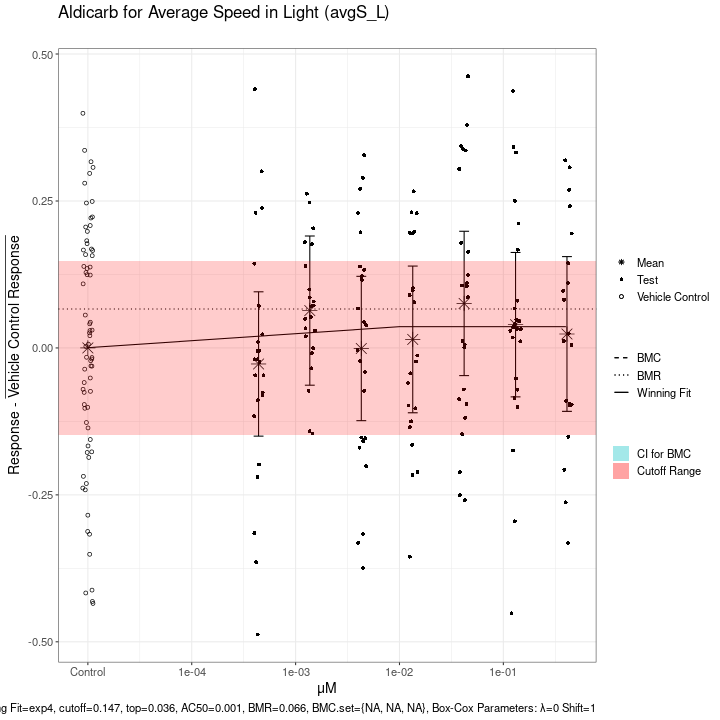 Aldicarb for Average Speed in Light (avgS_L)
Response - Vehicle Control Response
0.50
0.25
0.00
-0.25
-0.50
Control
1e-04
1e-03
1e-02
1e-01
µM
Mean
Test
Vehicle Control
BMC
BMR
Winning Fit
CI for BMC
Cutoff Range
Fit=exp4, cutoff=0.147, top=0.036, AC50=0.001, BMR=0.066, BMC.set={NA, NA, NA}, Box-Cox Parameters: λ=0 Shift=1